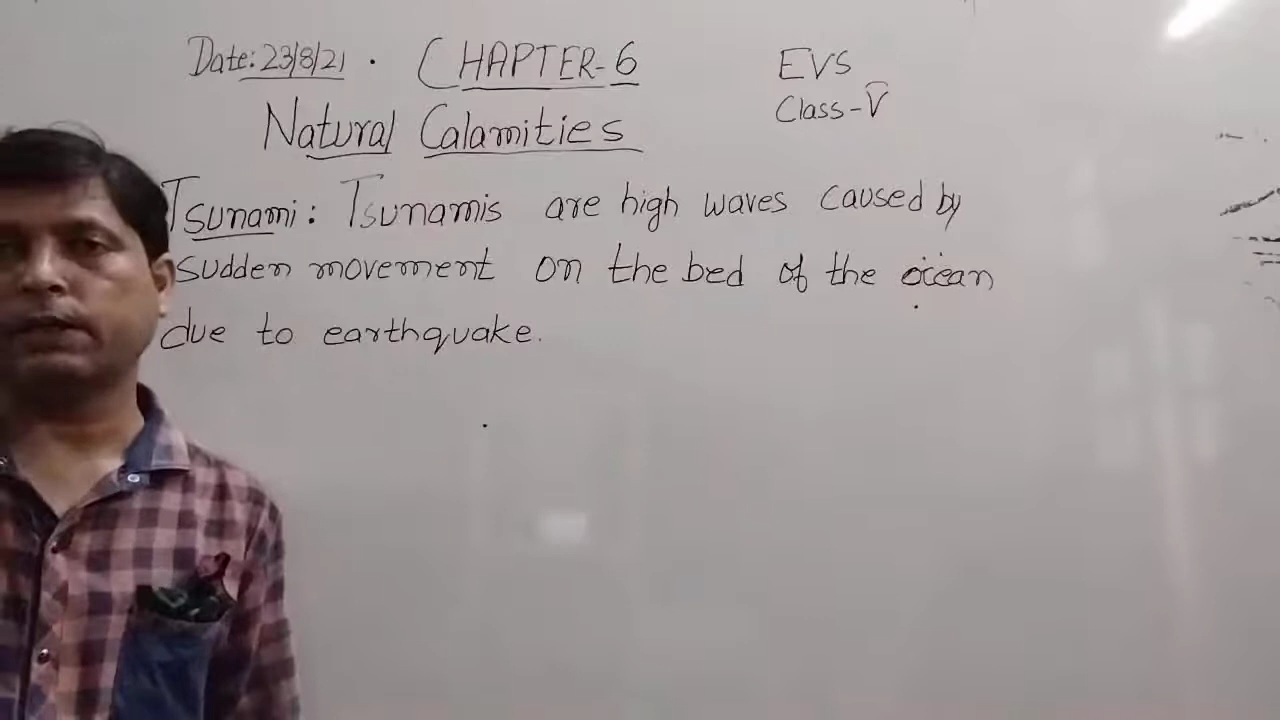 Date: 23/8/21 . CHAPTER-6
EVS
Class-V
Natural Calamities
Tsunami: Tsunamis are high waves caused by
sudden movement on the bed of the ocean
due to earthquake.